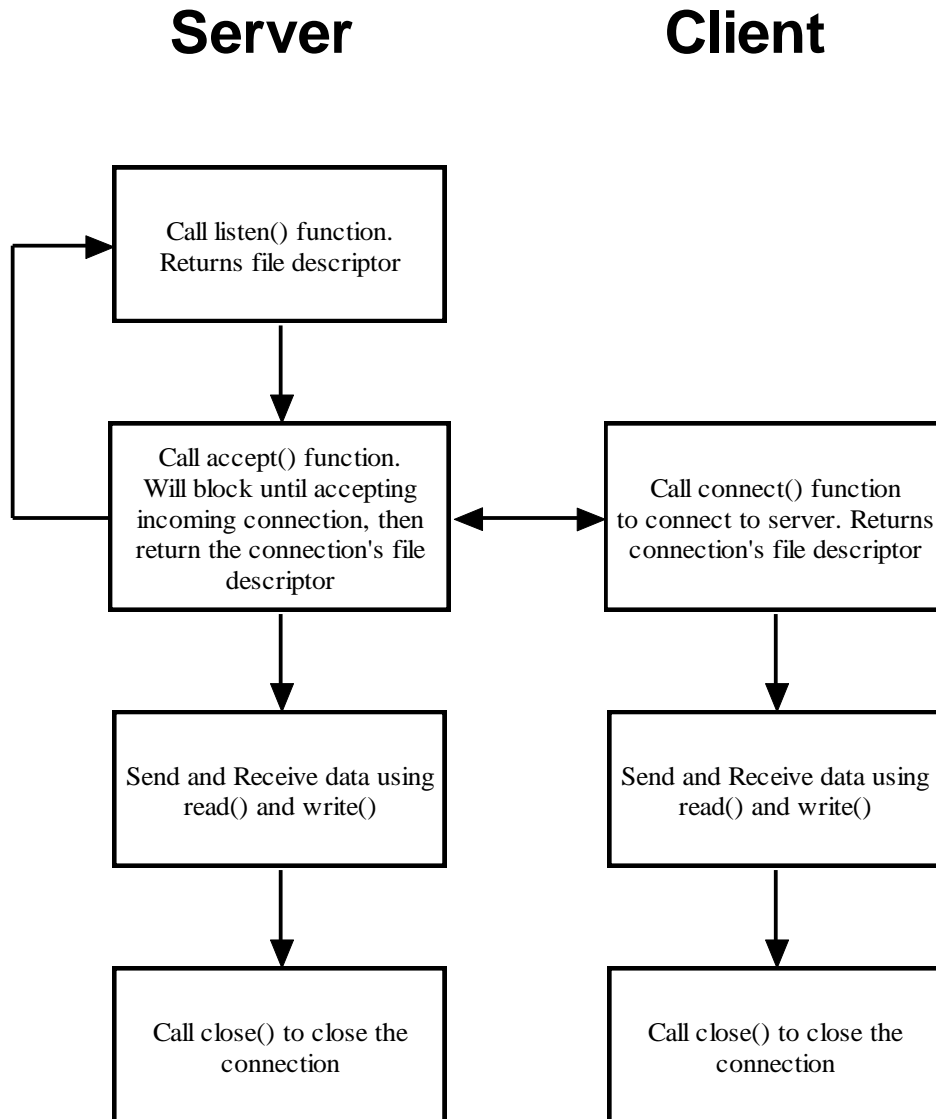 Server
Client
Call listen() function.
Returns file descriptor
Call accept() function.
Will block until accepting
incoming connection, then
return the connection's file
descriptor
Call connect() function
to connect to server. Returns
connection's file descriptor
Send and Receive data using
read() and write()
Send and Receive data using
read() and write()
Call close() to close the
connection
Call close() to close the
connection